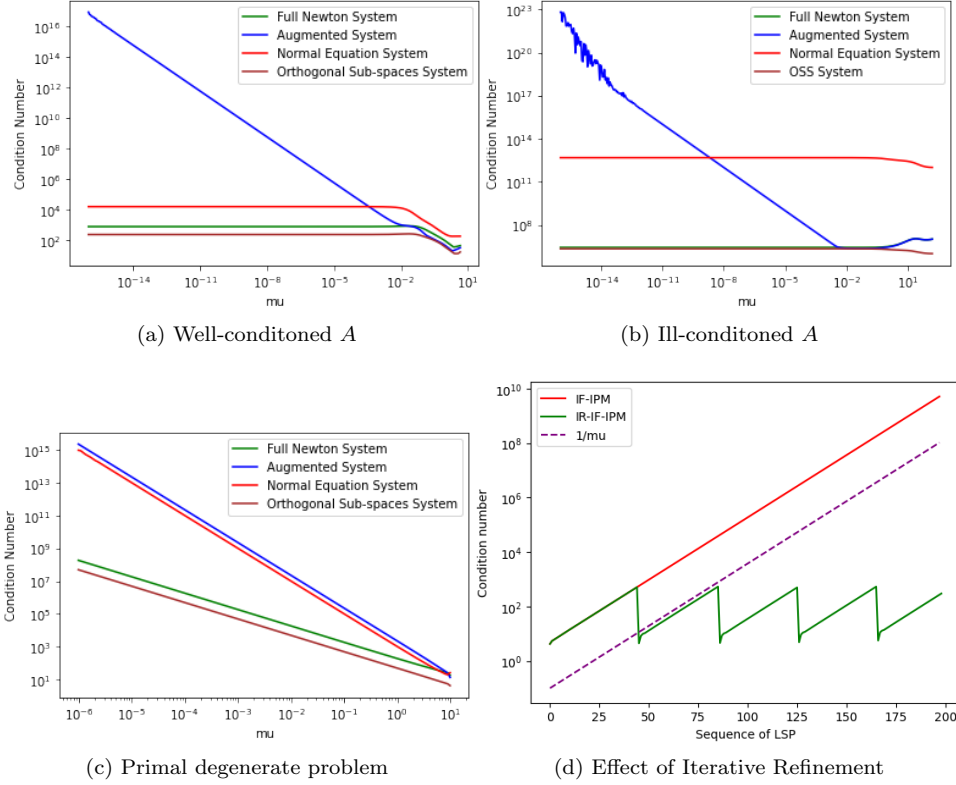 Full Newton System
Augmented System
Normal Equation System
Orthogonal Sub-spaces System
Condition Number
10^16
10^14
10^12
10^10
10^8
10^6
10^4
10^2
10^-14
10^-11
10^-8
10^-5
10^-2
10^1
mu
(a) Well-conditoned A
Full Newton System
Augmented System
Normal Equation System
OSS System
Condition Number
10^23
10^20
10^17
10^14
10^11
10^8
10^-14
10^-11
10^-8
10^-5
10^-2
10^1
mu
(b) Ill-conditoned A
Full Newton System
Augmented System
Normal Equation System
Orthogonal Sub-spaces System
Condition Number
10^15
10^13
10^11
10^9
10^7
10^5
10^3
10^1
10^-6
10^-5
10^-4
10^-3
10^-2
10^-1
10^0
10^1
mu
(c) Primal degenerate problem
IF-IPM
IR-IF-IPM
1/mu
Condition number
10^10
10^8
10^6
10^4
10^2
10^0
0 25 50 75 100 125 150 175 200
Sequence of LSP
(d) Effect of Iterative Refinement